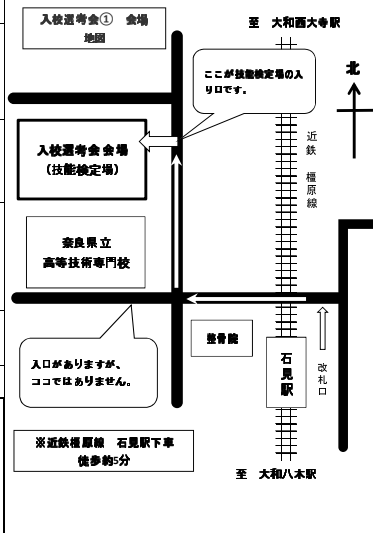 入校選考会① 会場
地図
至 大和西大寺駅
ここが技能検定場の入
り口です。
北
入校選考会会場
(技能検定場)
近鉄 橿原線
奈良県立
高等技術専門校
整骨院
石見駅
改札口
入口がありますが、
ココではありません。
※近鉄橿原線 石見駅下車
徒歩約5分
至 大和八木駅